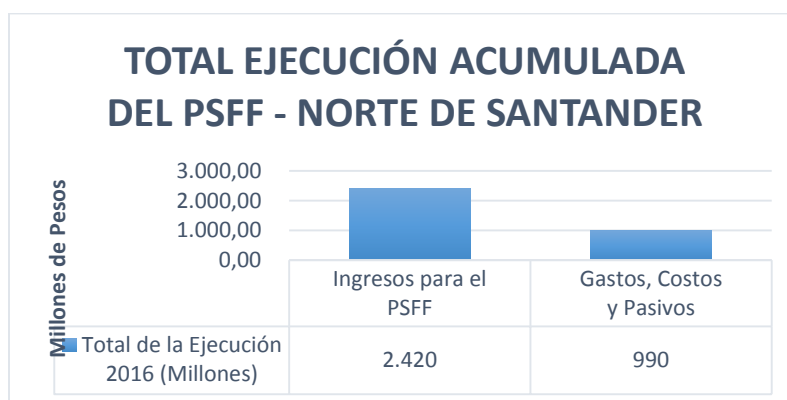 TOTAL EJECUCIÓN ACUMULADA
DEL PSFF - NORTE DE SANTANDER
Millones de Pesos
3.000,00
2.000,00
1.000,00
0,00
Ingresos para el
PSFF
Gastos, Costos
y Pasivos
Total de la Ejecución
2016 (Millones)
2.420
990